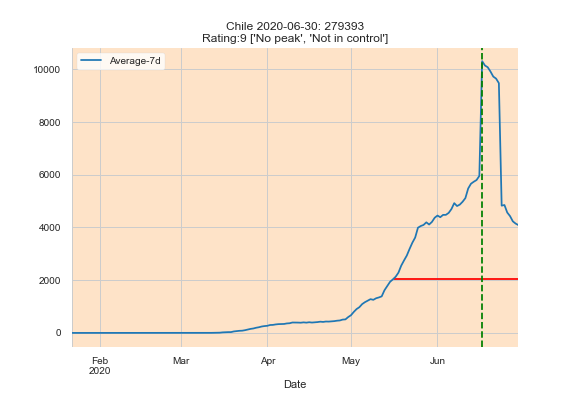 Chile 2020-06-30: 279393
Rating:9 ['No peak', 'Not in control']
Average-7d
10000
8000
6000
4000
2000
0
Feb Mar Apr May Jun
2020
Date